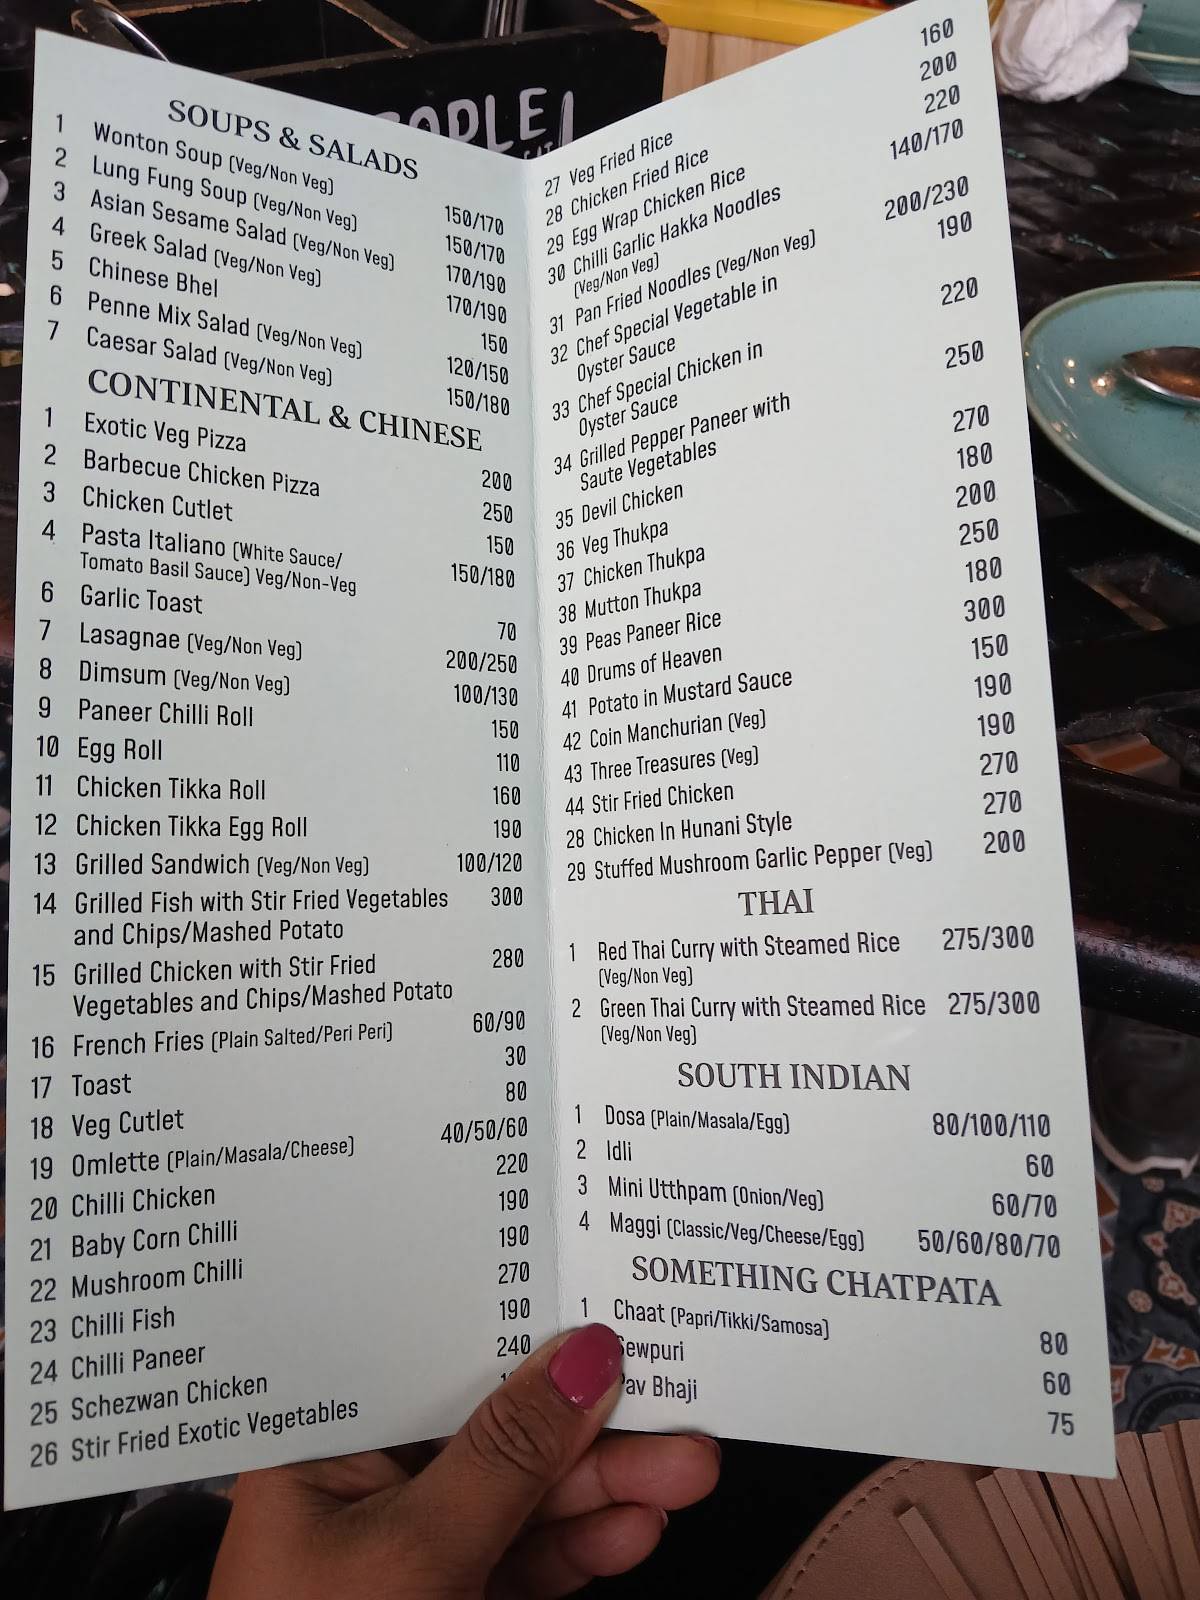 SOUPS & SALADS
1 Wonton Soup (Veg/Non Veg) 150/170
2 Lung Fung Soup (Veg/Non Veg) 150/170
3 Asian Sesame Salad (Veg/Non Veg) 170/190
4 Greek Salad (Veg/Non Veg) 170/190
5 Chinese Bhel 150
6 Penne Mix Salad (Veg/Non Veg) 120/150
7 Caesar Salad (Veg/Non Veg) 150/180
CONTINENTAL & CHINESE
1 Exotic Veg Pizza 200
2 Barbecue Chicken Pizza 250
3 Chicken Cutlet 150
4 Pasta Italiano (White Sauce/ 150/180
Tomato Basil Sauce) Veg/Non-Veg
6 Garlic Toast 70
7 Lasagnae (Veg/Non Veg) 200/250
8 Dimsum (Veg/Non Veg) 100/130
9 Paneer Chilli Roll 150
10 Egg Roll 110
11 Chicken Tikka Roll 160
12 Chicken Tikka Egg Roll 190
13 Grilled Sandwich (Veg/Non Veg) 100/120
14 Grilled Fish with Stir Fried Vegetables 300
and Chips/Mashed Potato
15 Grilled Chicken with Stir Fried 280
Vegetables and Chips/Mashed Potato
16 French Fries (Plain Salted/Peri Peri) 60/90
17 Toast 30
18 Veg Cutlet 80
19 Omlette (Plain/Masala/Cheese) 40/50/60
20 Chilli Chicken 220
21 Baby Corn Chilli 190
22 Mushroom Chilli 190
23 Chilli Fish 270
24 Chilli Paneer 190
25 Schezwan Chicken 240
26 Stir Fried Exotic Vegetables
27 Veg Fried Rice 160
28 Chicken Fried Rice 200
29 Egg Wrap Chicken Rice 220
30 Chilli Garlic Hakka Noodles 140/170
(Veg/Non Veg)
31 Pan Fried Noodles (Veg/Non Veg) 200/230
32 Chef Special Vegetable in 190
Oyster Sauce
33 Chef Special Chicken in 220
Oyster Sauce
34 Grilled Pepper Paneer with 250
Saute Vegetables
35 Devil Chicken 270
36 Veg Thukpa 180
37 Chicken Thukpa 200
38 Mutton Thukpa 250
39 Peas Paneer Rice 180
40 Drums of Heaven 300
41 Potato in Mustard Sauce 150
42 Coin Manchurian (Veg) 190
43 Three Treasures (Veg) 190
44 Stir Fried Chicken 270
28 Chicken In Hunani Style 270
29 Stuffed Mushroom Garlic Pepper (Veg) 200
THAI
1 Red Thai Curry with Steamed Rice 275/300
(Veg/Non Veg)
2 Green Thai Curry with Steamed Rice 275/300
(Veg/Non Veg)
SOUTH INDIAN
1 Dosa (Plain/Masala/Egg) 80/100/110
2 Idli 60
3 Mini Utthpam (Onion/Veg) 60/70
4 Maggi (Classic/Veg/Cheese/Egg) 50/60/80/70
SOMETHING CHATPATA
1 Chaat (Papri/Tikki/Samosa) 80
Sewpuri 60
Pav Bhaji 75